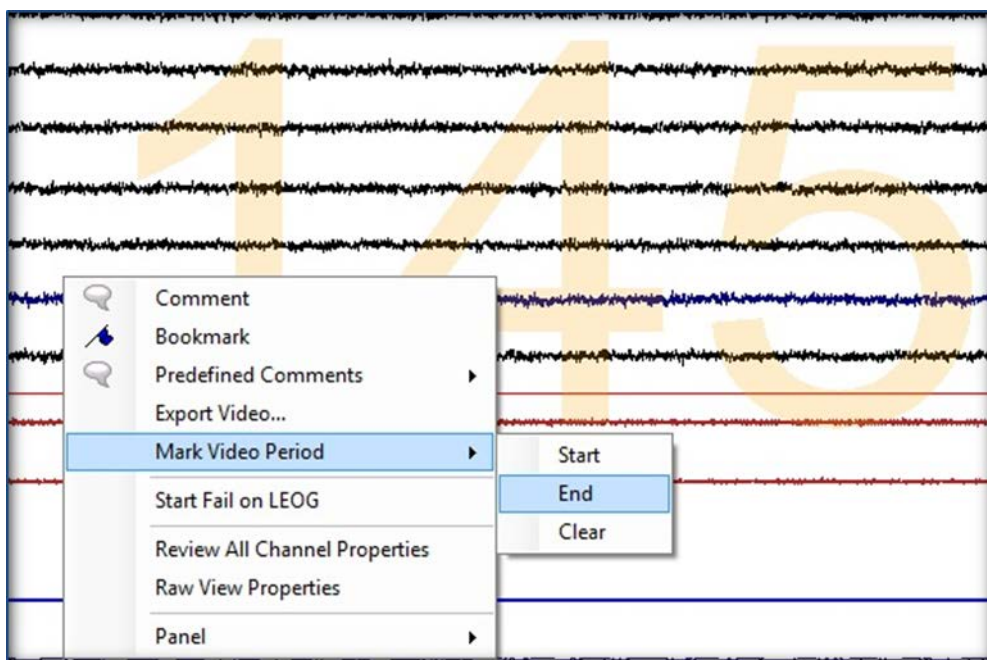 145
Comment
Bookmark
Predefined Comments
Export Video...
Mark Video Period
Start
End
Clear
Start Fail on LEOG
Review All Channel Properties
Raw View Properties
Panel